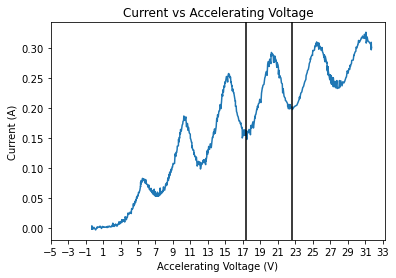 Current vs Accelerating Voltage
Current (A)
0.30
0.25
0.20
0.15
0.10
0.05
0.00
−5 −3 −1 1 3 5 7 9 11 13 15 17 19 21 23 25 27 29 31 33
Accelerating Voltage (V)